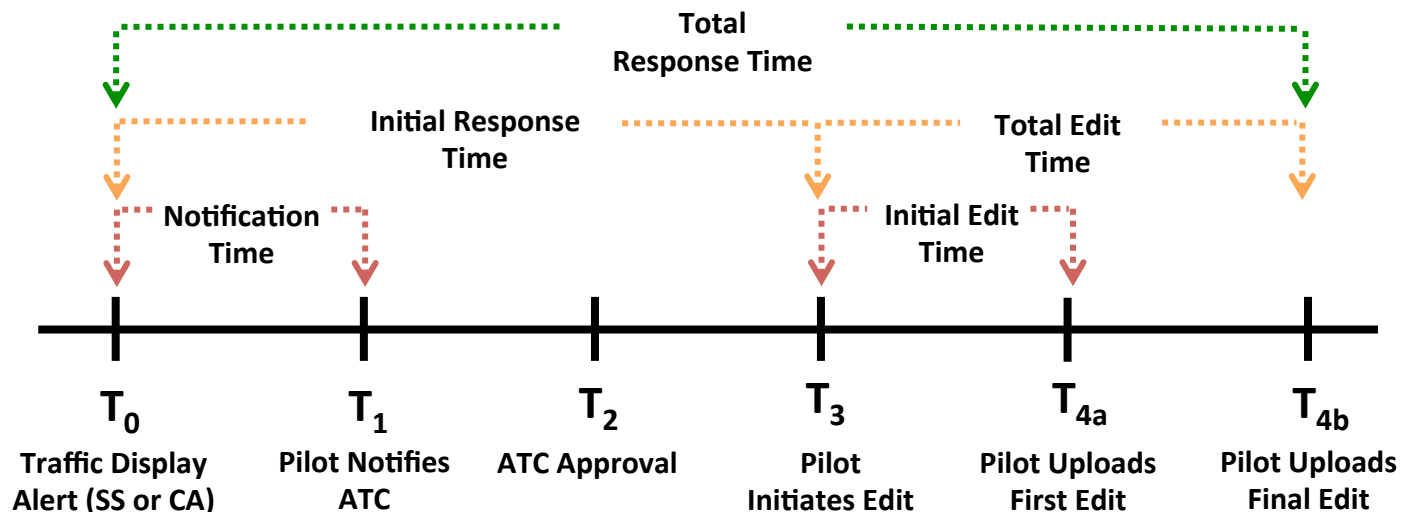 Total
Response Time
Initial Response
Time
Total Edit
Time
Notification
Time
Initial Edit
Time
T0
T1
T2
T3
T4a
T4b
Traffic Display
Alert (SS or CA)
Pilot Notifies
ATC
ATC Approval
Pilot
Initiates Edit
Pilot Uploads
First Edit
Pilot Uploads
Final Edit